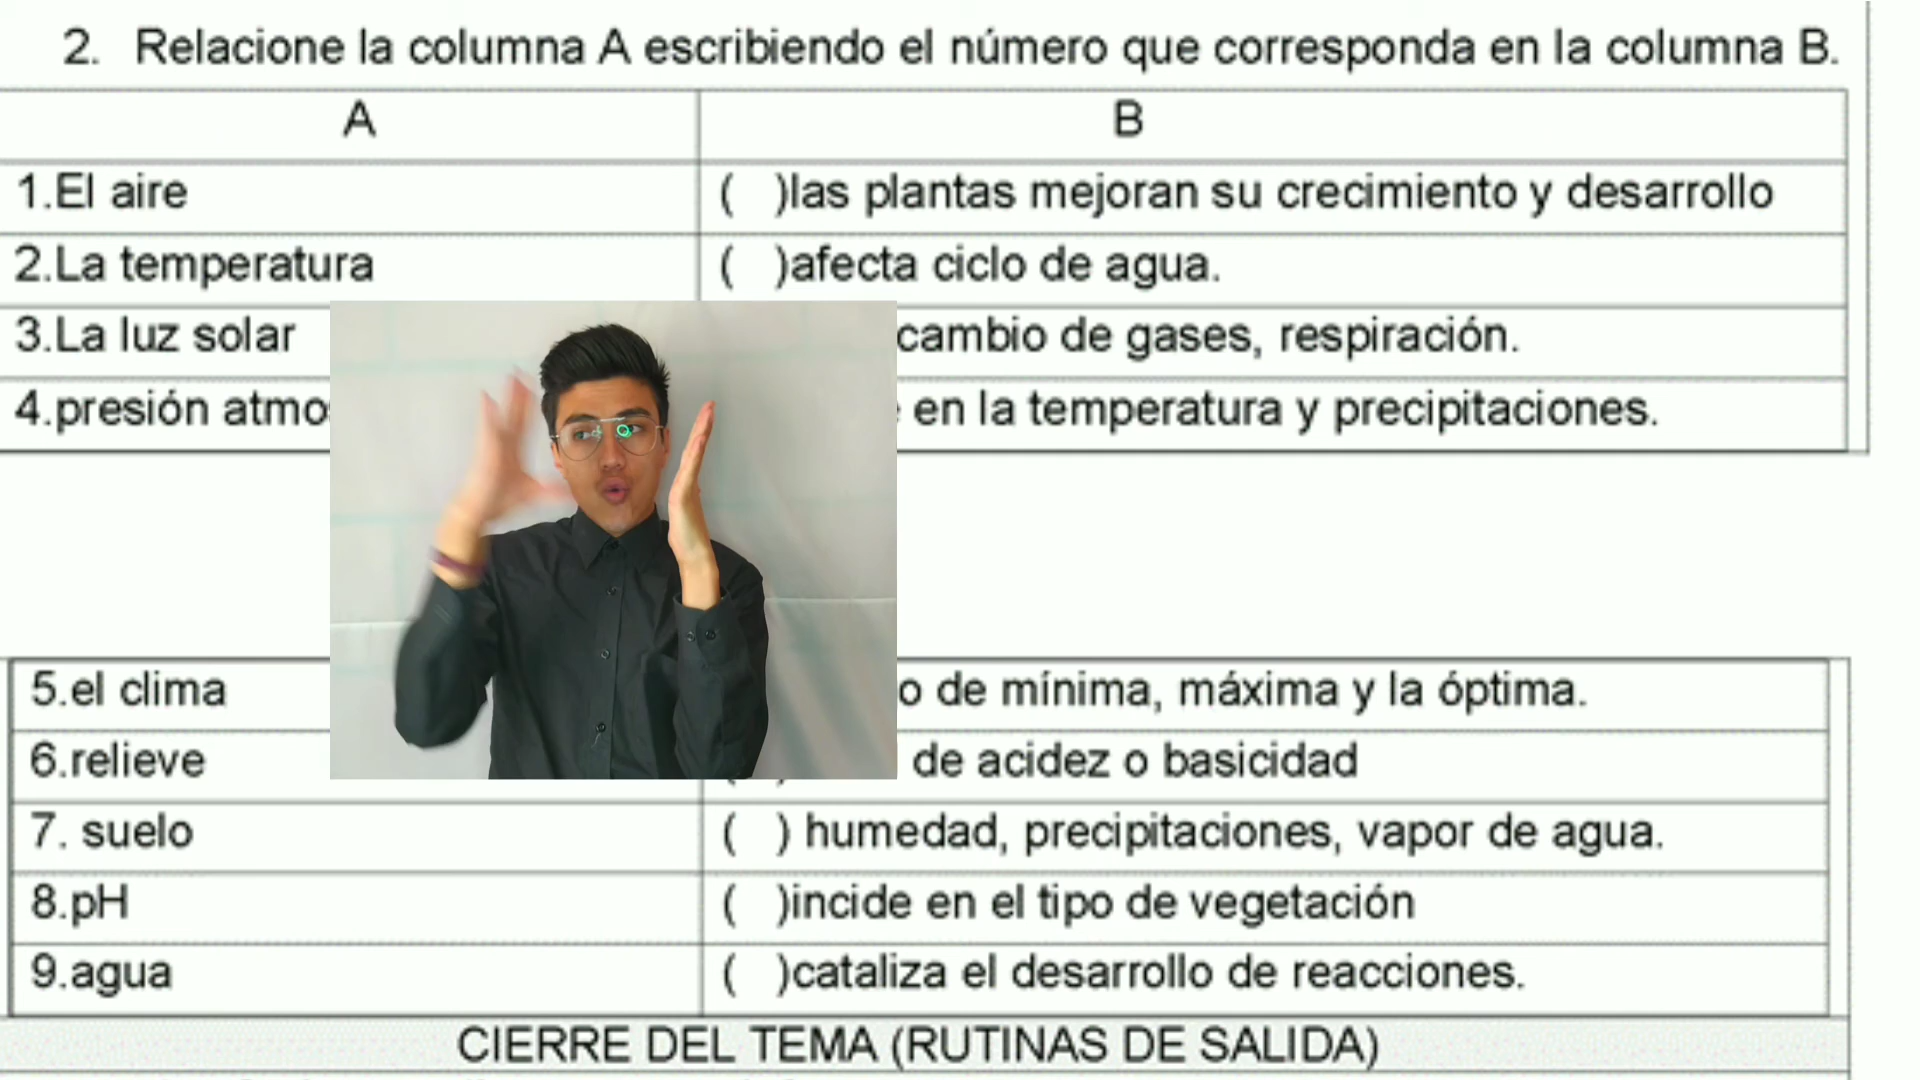 2. Relacione la columna A escribiendo el número que corresponda en la columna B.
A B
1.El aire ( )las plantas mejoran su crecimiento y desarrollo
2.La temperatura ( )afecta ciclo de agua.
3.La luz solar cambio de gases, respiración.
4.presión en la temperatura y precipitaciones.
5.el clima de mínima, máxima y la óptima.
6.relieve de acidez o basicidad
7. suelo ( ) humedad, precipitaciones, vapor de agua.
8.pH ( )incide en el tipo de vegetación
9.agua ( )cataliza el desarrollo de reacciones.
CIERRE DEL TEMA (RUTINAS DE SALIDA)